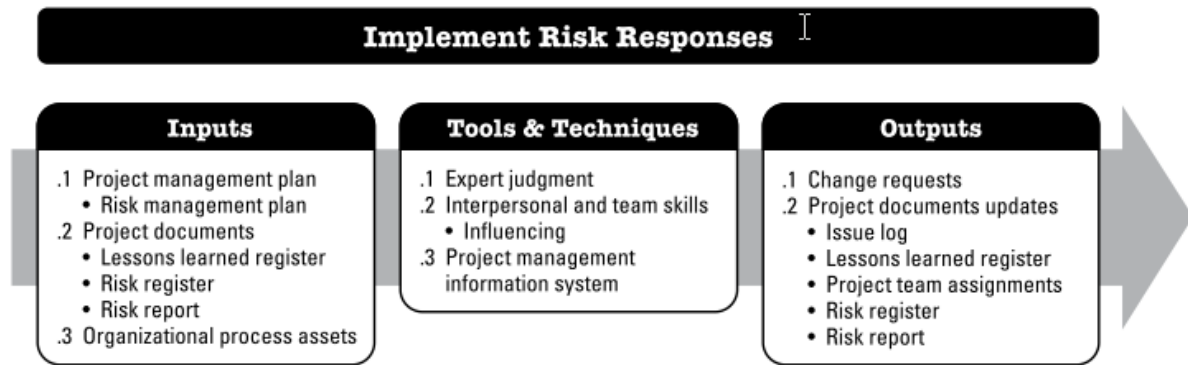 Implement Risk Responses
Inputs
.1 Project management plan
• Risk management plan
.2 Project documents
• Lessons learned register
• Risk register
• Risk report
.3 Organizational process assets
Tools & Techniques
.1 Expert judgment
.2 Interpersonal and team skills
• Influencing
.3 Project management
information system
Outputs
.1 Change requests
.2 Project documents updates
• Issue log
• Lessons learned register
• Project team assignments
• Risk register
• Risk report